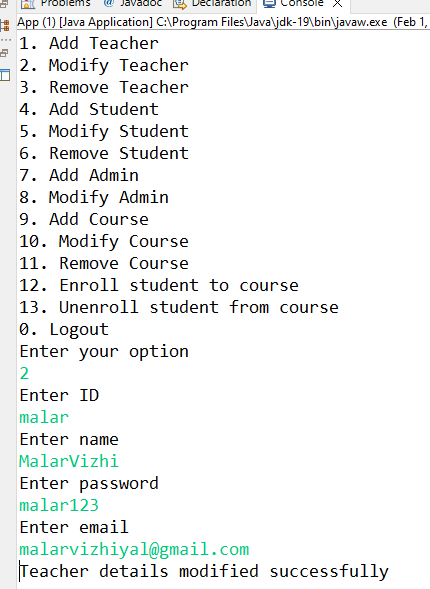 Problems @ Javadoc Declaration Console
App (1) [Java Application] C:\Program Files\Java\jdk-19\bin\javaw.exe (Feb 1,
1. Add Teacher
2. Modify Teacher
3. Remove Teacher
4. Add Student
5. Modify Student
6. Remove Student
7. Add Admin
8. Modify Admin
9. Add Course
10. Modify Course
11. Remove Course
12. Enroll student to course
13. Unenroll student from course
0. Logout
Enter your option
2
Enter ID
malar
Enter name
MalarVizhi
Enter password
malar123
Enter email
malarvizhiyal@gmail.com
Teacher details modified successfully